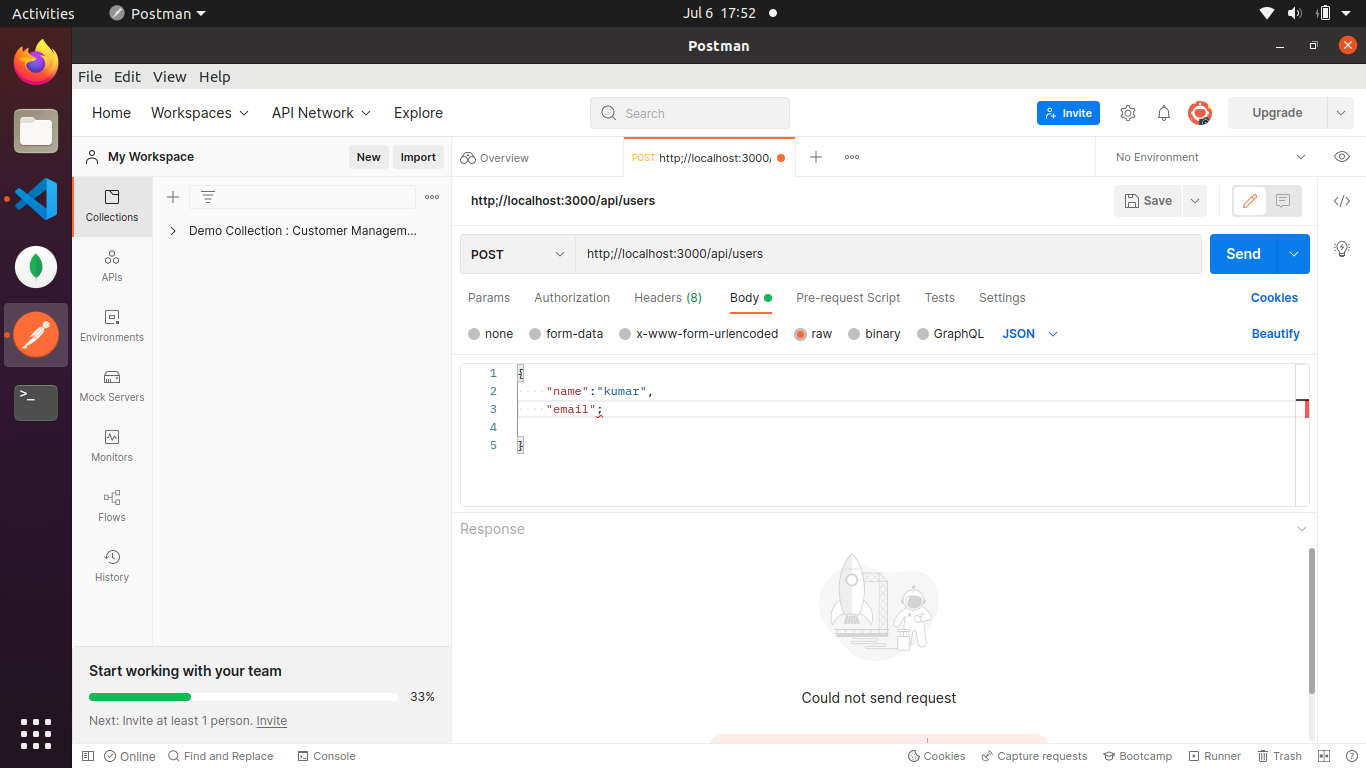 Activities Postman Jul 6 17:52
Postman
File Edit View Help
Home Workspaces API Network Explore Search Invite Upgrade
My Workspace New Import Overview POST http;//localhost:3000/ No Environment
http;//localhost:3000/api/users Save
Collections
Demo Collection : Customer Managem...
POST http;//localhost:3000/api/users Send
APIs
Params Authorization Headers (8) Body Pre-request Script Tests Settings Cookies
Environments
none form-data x-www-form-urlencoded raw binary GraphQL JSON Beautify
Mock Servers
1 {
2 "name":"kumar",
3 "email";
4
5 }
Monitors
Flows
History
Response
Could not send request
Start working with your team
33%
Next: Invite at least 1 person. Invite
Online Find and Replace Console Cookies Capture requests Bootcamp Runner Trash